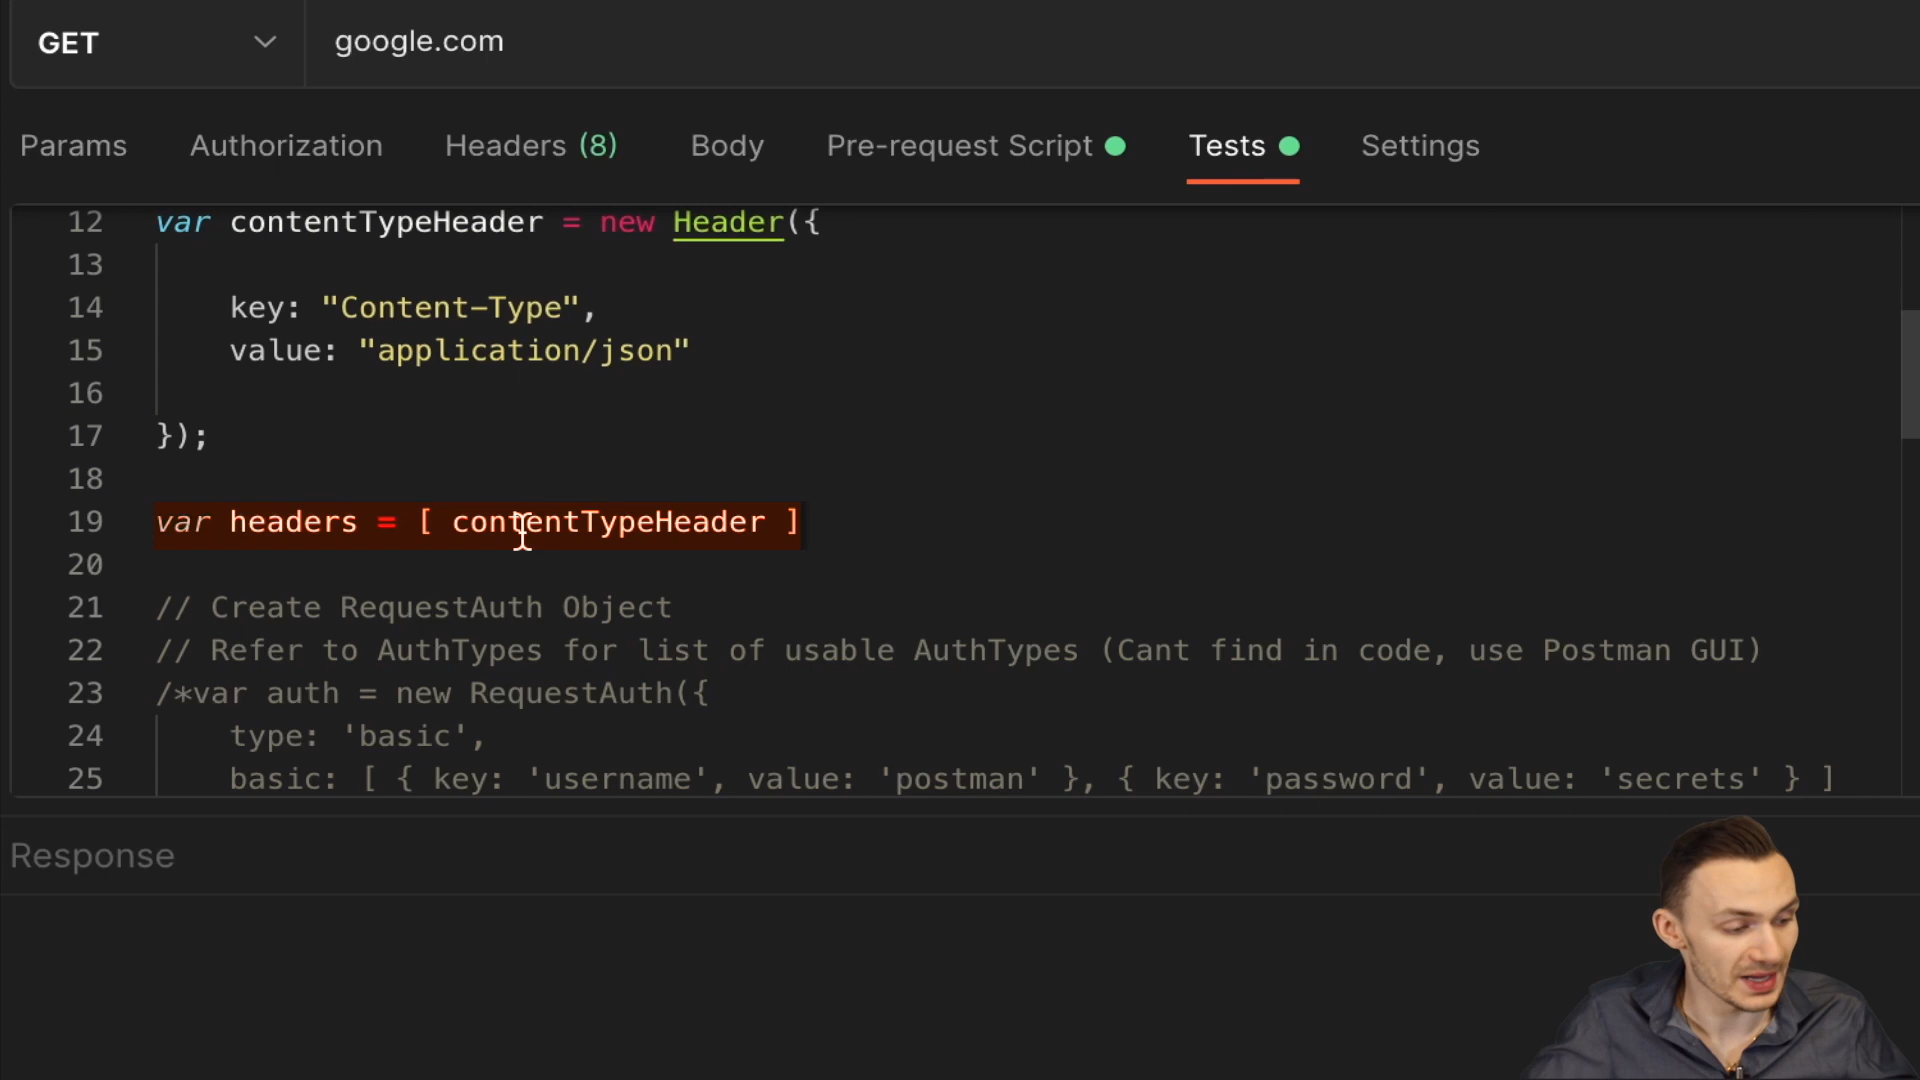 GET google.com
Params Authorization Headers (8) Body Pre-request Script Tests Settings
12 var contentTypeHeader = new Header({
13
14 key: "Content-Type",
15 value: "application/json"
16
17 });
18
19 var headers = [ contentTypeHeader ]
20
21 // Create RequestAuth Object
22 // Refer to AuthTypes for list of usable AuthTypes (Cant find in code, use Postman GUI)
23 /*var auth = new RequestAuth({
24 type: 'basic',
25 basic: [ { key: 'username', value: 'postman' }, { key: 'password', value: 'secrets' } ]
Response